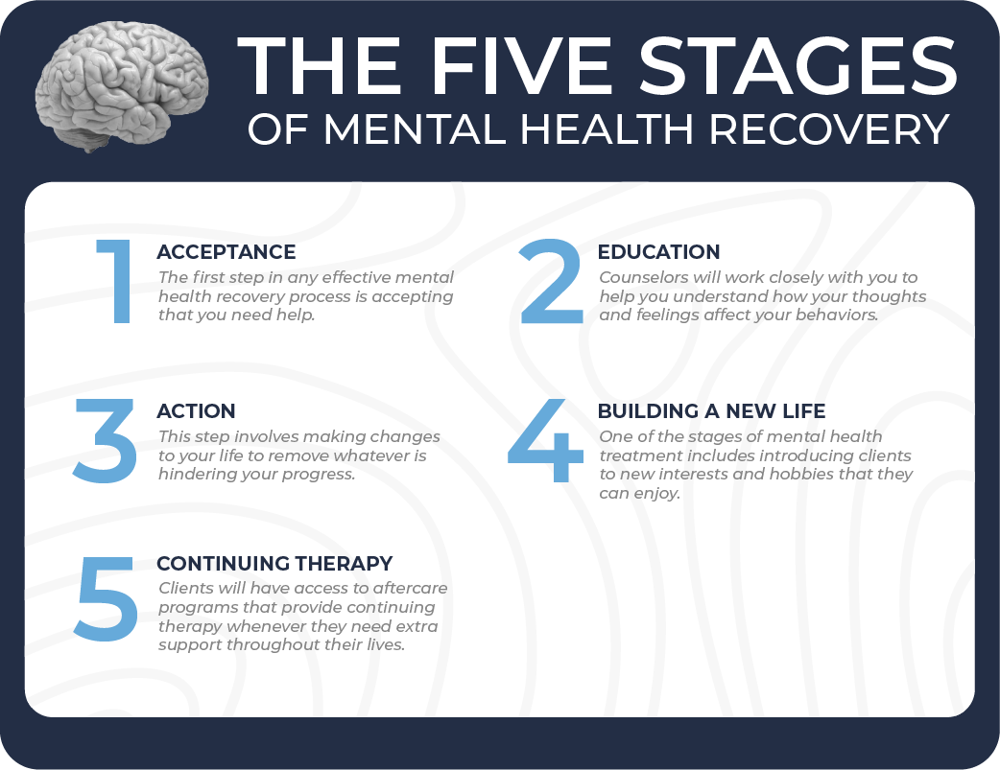 THE FIVE STAGES
OF MENTAL HEALTH RECOVERY
1
ACCEPTANCE
The first step in any effective mental
health recovery process is accepting
that you need help.
2
EDUCATION
Counselors will work closely with you to
help you understand how your thoughts
and feelings affect your behaviors.
3
ACTION
This step involves making changes
to your life to remove whatever is
hindering your progress.
4
BUILDING A NEW LIFE
One of the stages of mental health
treatment includes introducing clients
to new interests and hobbies that they
can enjoy.
5
CONTINUING THERAPY
Clients will have access to aftercare
programs that provide continuing
therapy whenever they need extra
support throughout their lives.